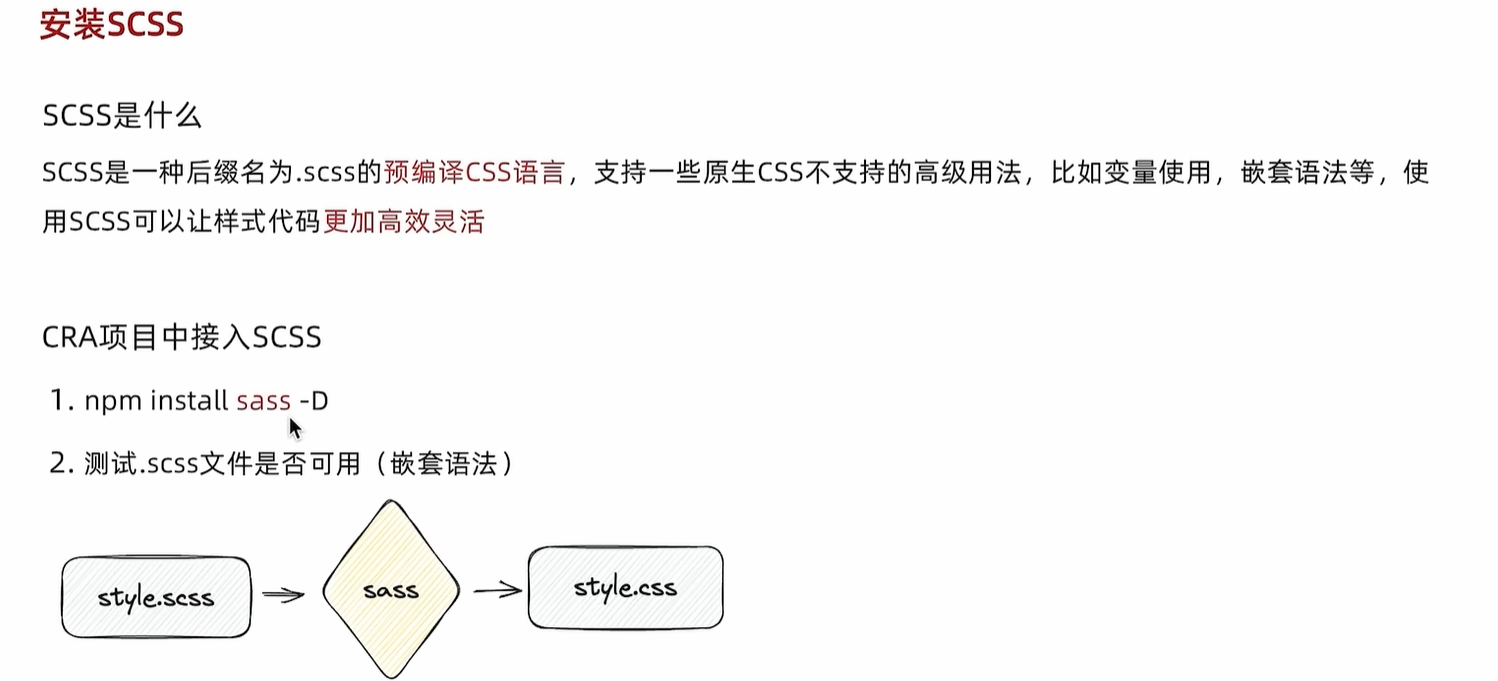 安装SCSS
SCSS是什么
SCSS是一种后缀名为.scss的预编译CSS语言，支持一些原生CSS不支持的高级用法，比如变量使用，嵌套语法等，使
用SCSS可以让样式代码更加高效灵活
CRA项目中接入SCSS
1. npm install sass -D
2. 测试.scss文件是否可用（嵌套语法）
style.scss
sass
style.css